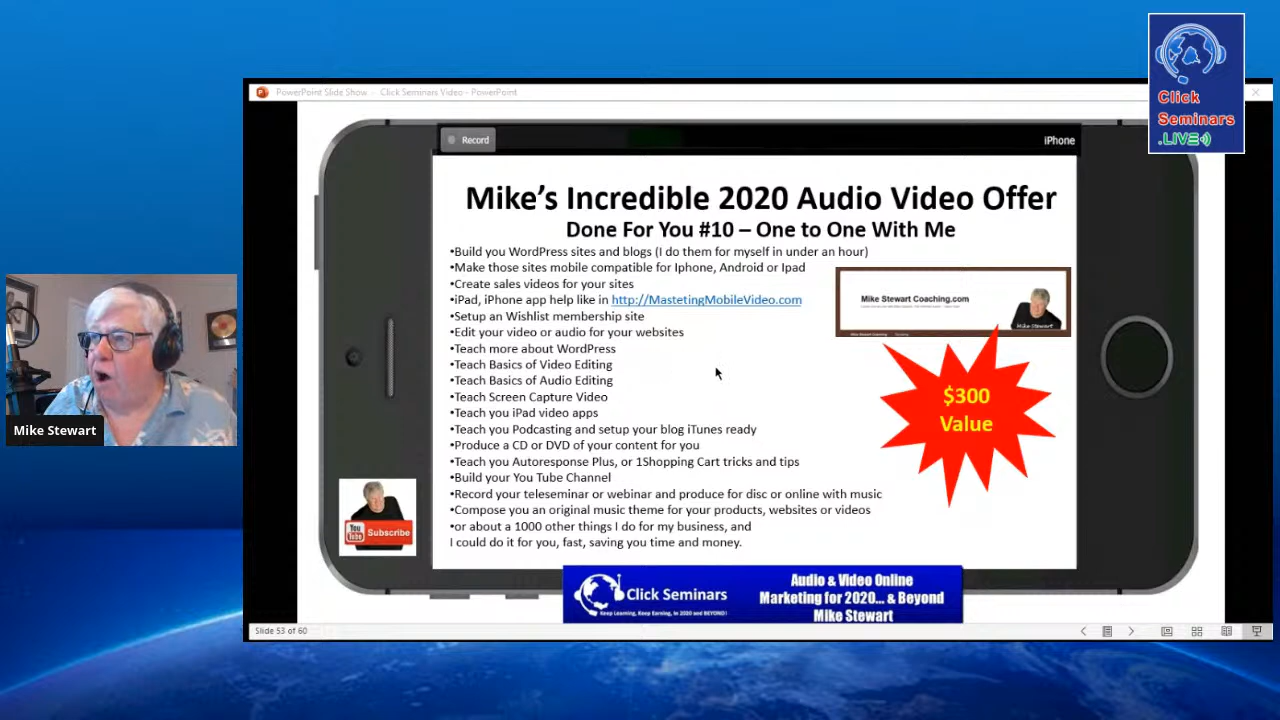 Click
Seminars
.LIVE
PowerPoint Slide Show - Click Seminars Video - PowerPoint
Record
iPhone
Mike's Incredible 2020 Audio Video Offer
Done For You #10 – One to One With Me
•Build you WordPress sites and blogs (I do them for myself in under an hour)
•Make those sites mobile compatible for Iphone, Android or Ipad
•Create sales videos for your sites
•iPad, iPhone app help like in http://MastetingMobileVideo.com
•Setup an Wishlist membership site
•Edit your video or audio for your websites
•Teach more about WordPress
•Teach Basics of Video Editing
•Teach Basics of Audio Editing
•Teach Screen Capture Video
•Teach you iPad video apps
•Teach you Podcasting and setup your blog iTunes ready
•Produce a CD or DVD of your content for you
•Teach you Autoresponse Plus, or 1Shopping Cart tricks and tips
•Build your You Tube Channel
•Record your teleseminar or webinar and produce for disc or online with music
•Compose you an original music theme for your products, websites or videos
•or about a 1000 other things I do for my business, and
I could do it for you, fast, saving you time and money.
Mike Stewart Coaching.com
Mike Stewart
$300
Value
Mike Stewart
You
Tube
Subscribe
Click Seminars
Keep Learning, Keep Earning, In 2020 and BEYOND!
Audio & Video Online
Marketing for 2020... & Beyond
Mike Stewart
Slide 53 of 60